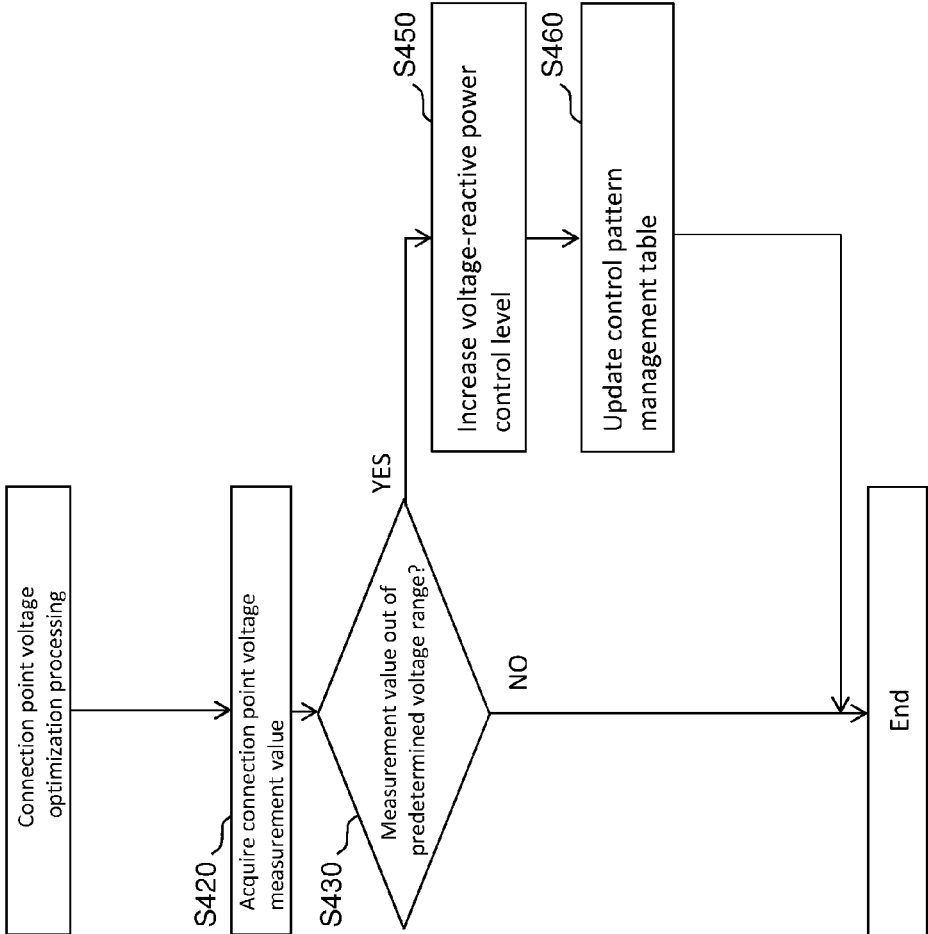 Connection point voltage
optimization processing
S420
Acquire connection point voltage
measurement value
S430
Measurement value out of
predetermined voltage range?
YES
NO
S450
Increase voltage-reactive power
control level
S460
Update control pattern
management table
End